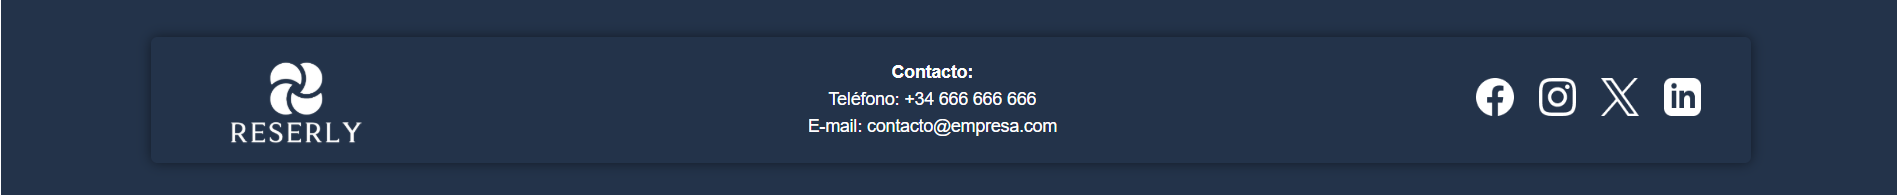 RESERLY
Contacto:
Teléfono: +34 666 666 666
E-mail: contacto@empresa.com